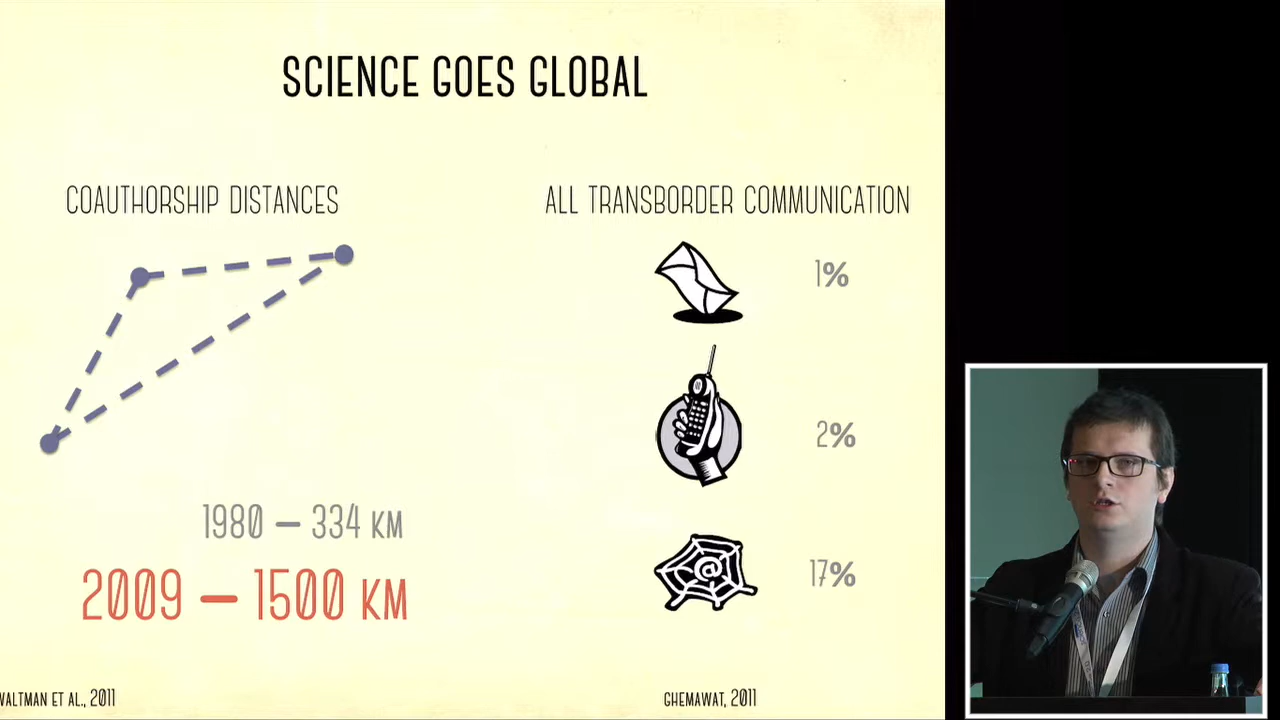 SCIENCE GOES GLOBAL
COAUTHORSHIP DISTANCES
1980 – 334 KM
2009 – 1500 KM
WALTMAN ET AL., 2011
ALL TRANSBORDER COMMUNICATION
1%
2%
@
17%
GHEMAWAT, 2011